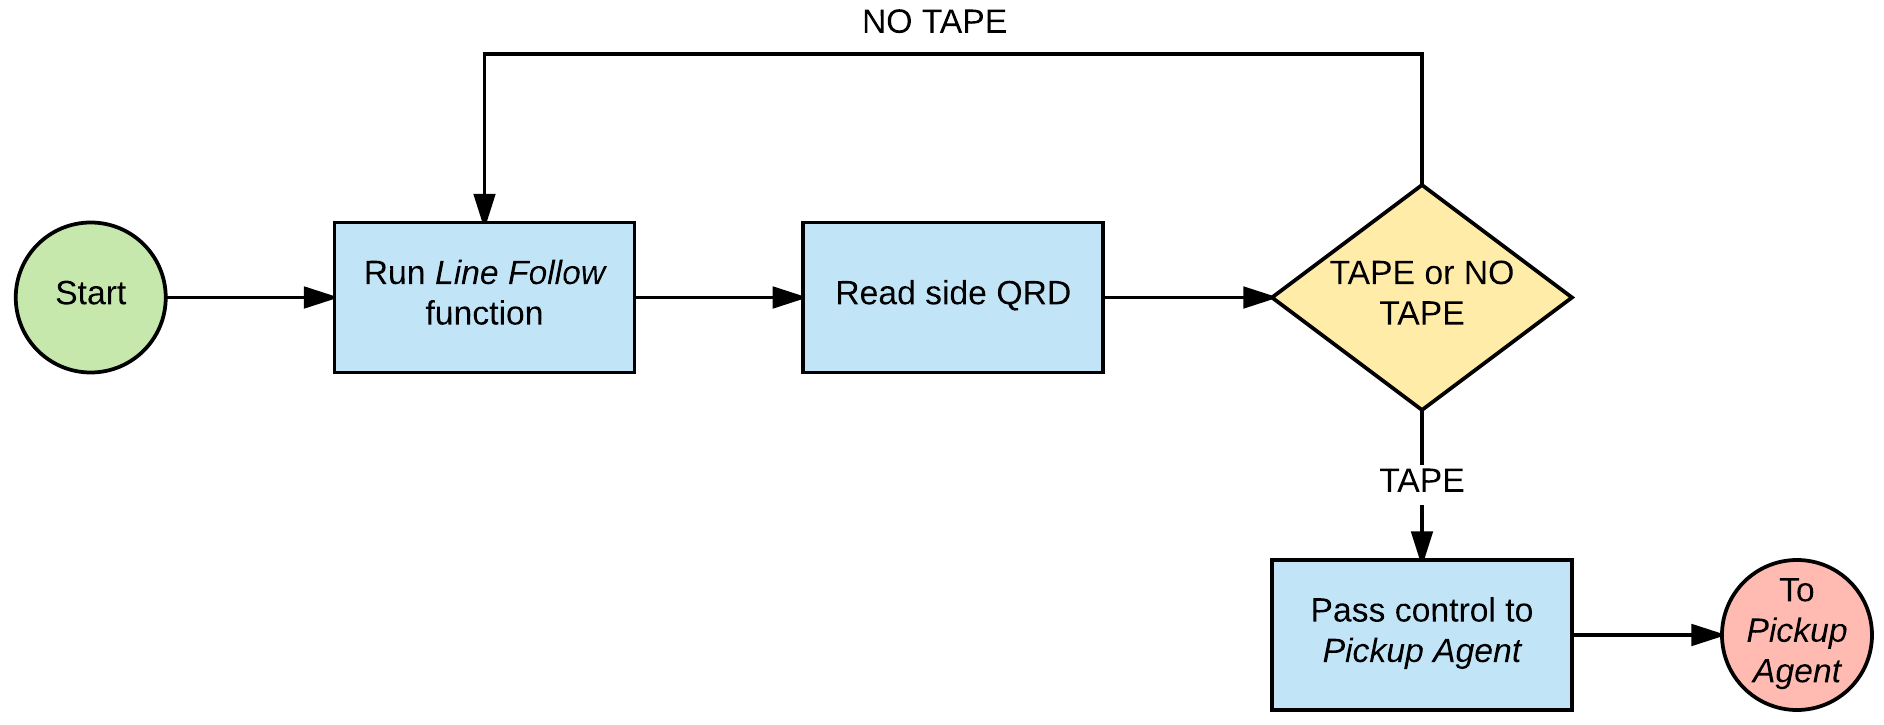 NO TAPE
Start
Run Line Follow
function
Read side QRD
TAPE or NO
TAPE
TAPE
Pass control to
Pickup Agent
To
Pickup
Agent